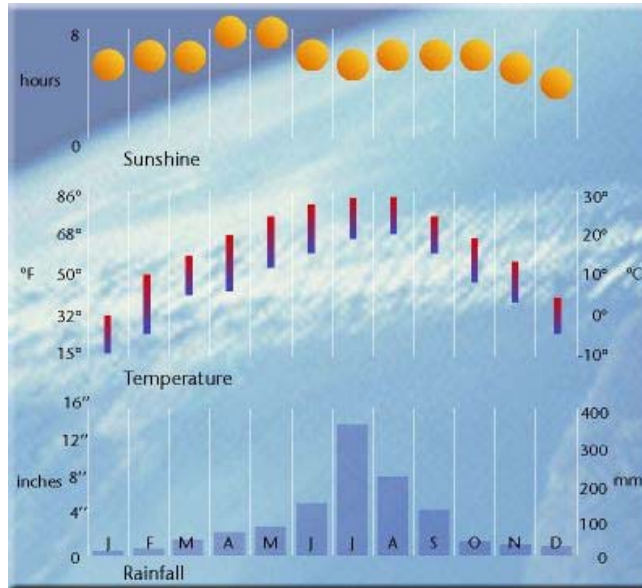 8
hours
0
Sunshine
86° 30°
68° 20°
°F 50° 10° °C
32° 0°
15° -10°
Temperature
16″ 400
12″ 300
inches 8″ 200 mm
4″ 100
0 J F M A M J J A S O N D 0
Rainfall